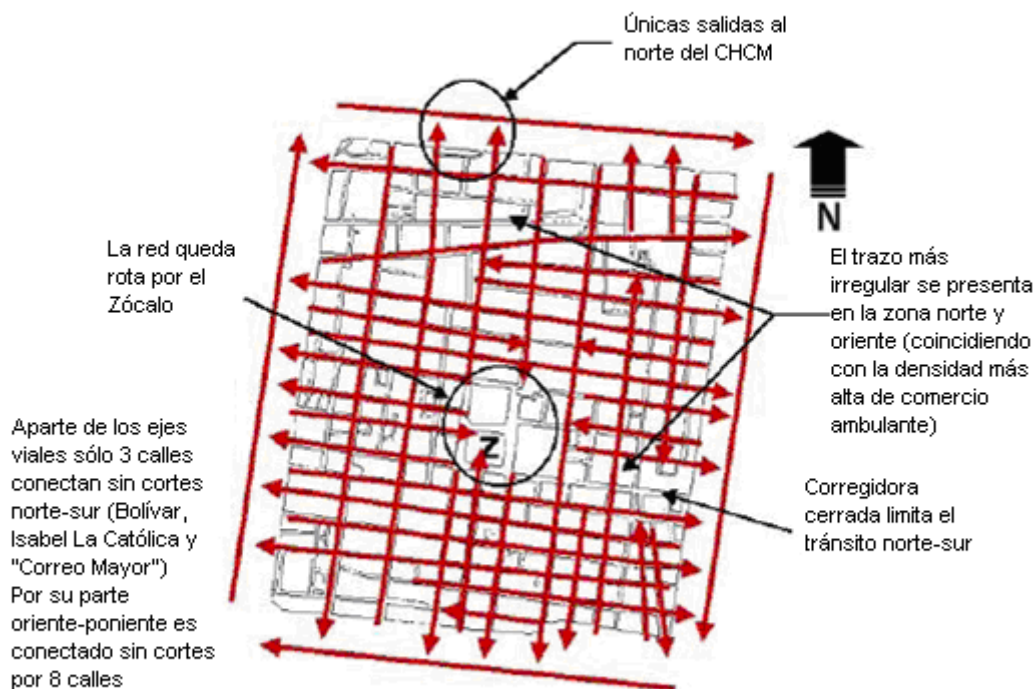 Únicas salidas al
norte del CHCM
N
La red queda
rota por el
Zócalo
El trazo más
irregular se presenta
en la zona norte y
oriente (coincidiendo
con la densidad más
alta de comercio
ambulante)
Z
Aparte de los ejes
viales sólo 3 calles
conectan sin cortes
norte-sur (Bolívar,
Isabel La Católica y
"Correo Mayor")
Por su parte
oriente-poniente es
conectado sin cortes
por 8 calles
Corregidora
cerrada limita el
tránsito norte-sur